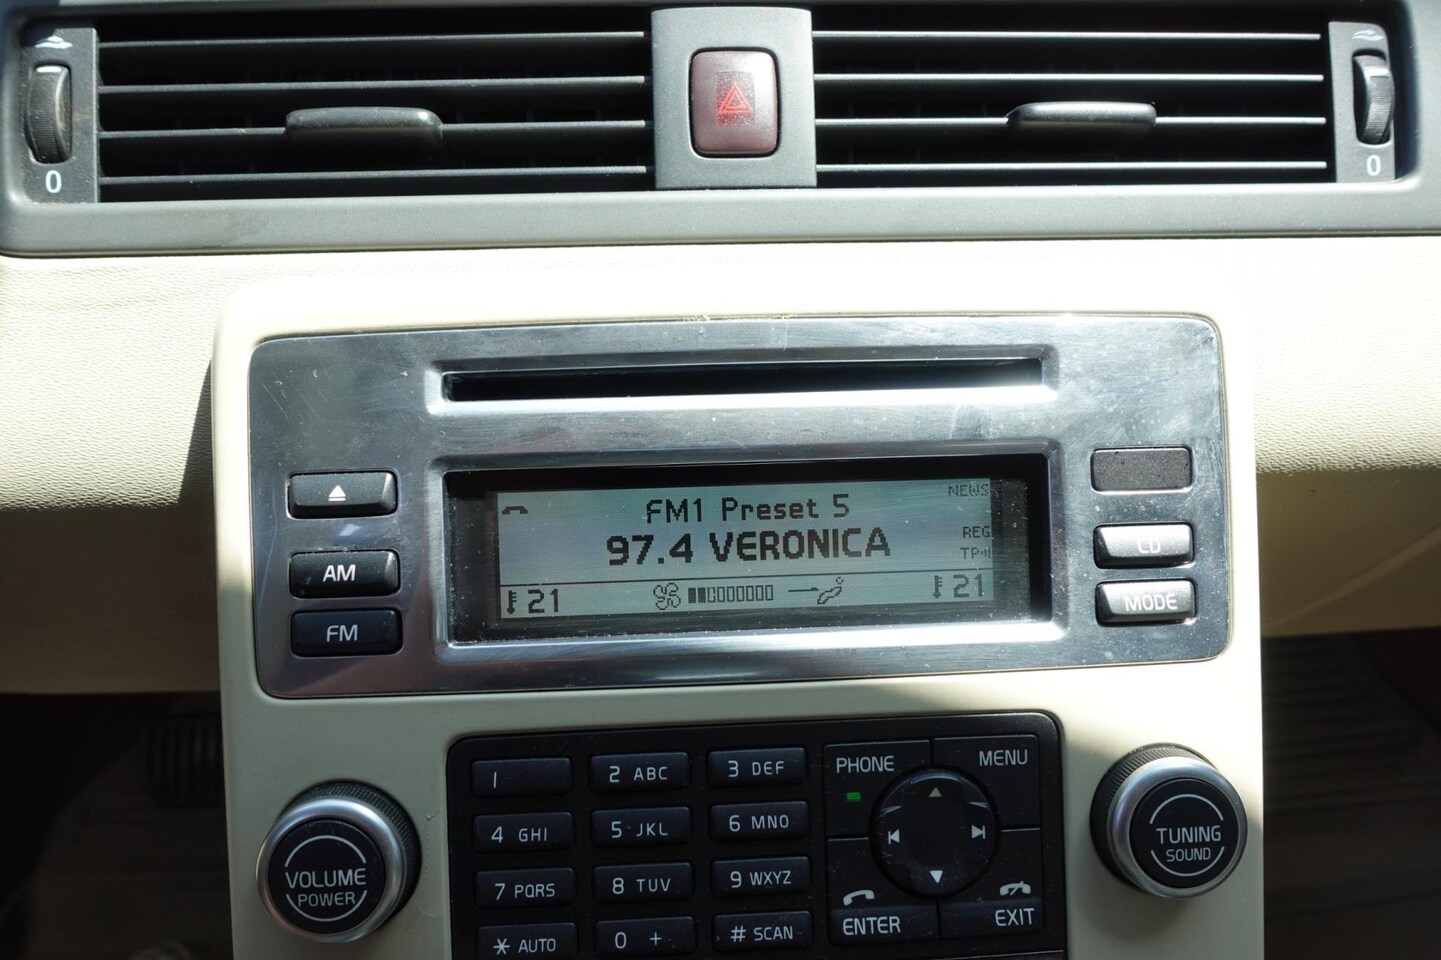 0
0
NEWS
FM1 Preset 5
97.4 VERONICA
REG
TP
21
21
AM
FM
CD
MODE
1
2 ABC
3 DEF
4 GHI
5 JKL
6 MNO
7 PQRS
8 TUV
9 WXYZ
* AUTO
0 +
# SCAN
PHONE
MENU
ENTER
EXIT
VOLUME
POWER
TUNING
SOUND